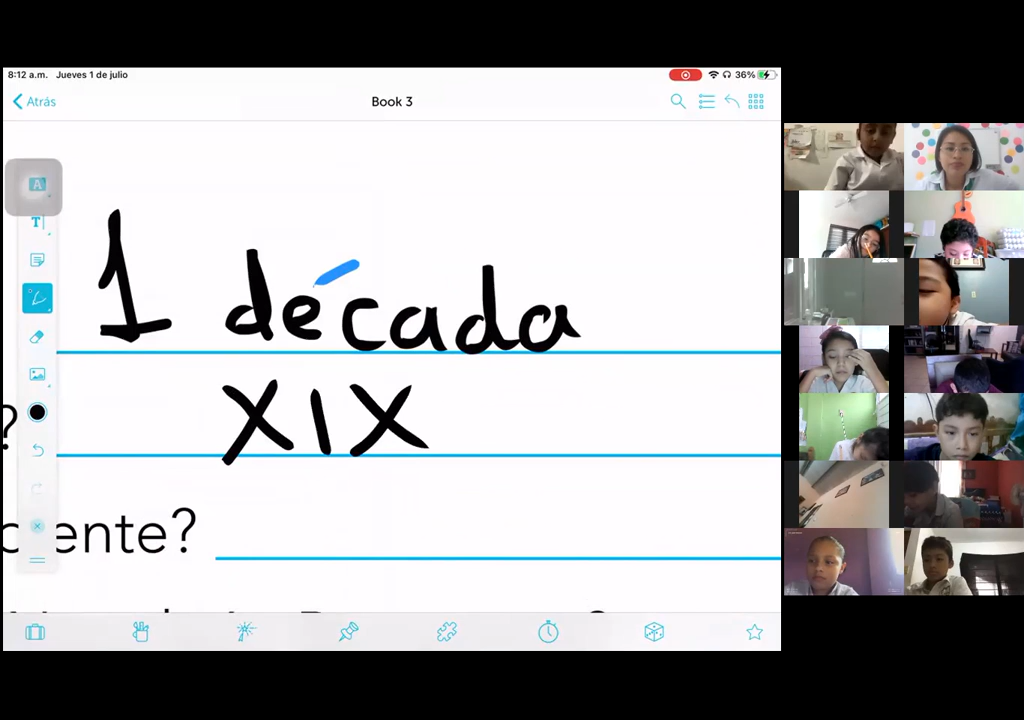 8:12 a.m. Jueves 1 de julio
36%
Atrás
Book 3
A
T
1 década
?
XIX
ente?